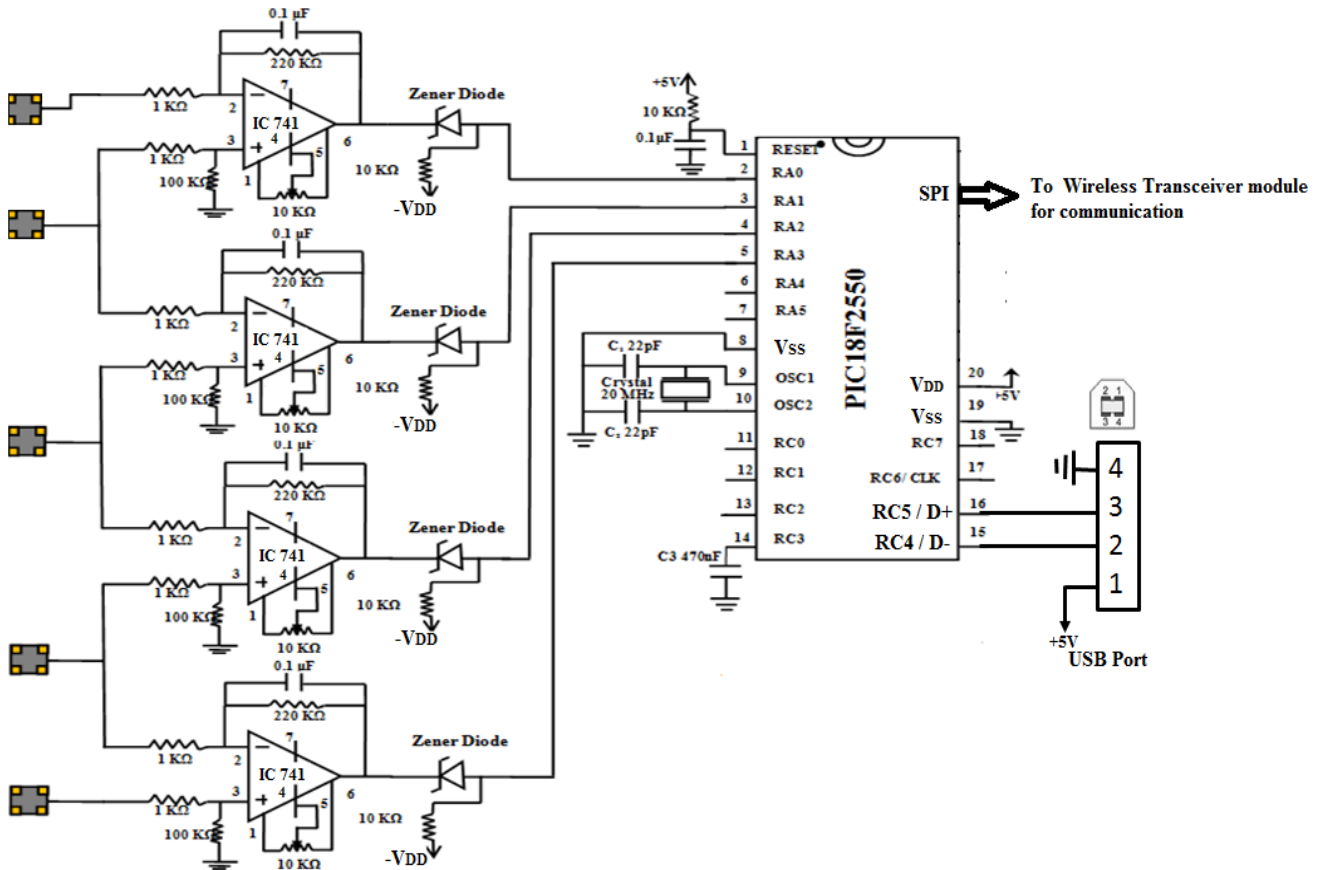 0.1 µF
220 KΩ
1 KΩ
2
7
IC 741
3
4
5
6
1 KΩ
100 KΩ
1
10 KΩ
Zener Diode
10 KΩ
-VDD
0.1 µF
220 KΩ
1 KΩ
2
7
IC 741
3
4
5
6
1 KΩ
100 KΩ
1
10 KΩ
Zener Diode
10 KΩ
-VDD
0.1 µF
220 KΩ
1 KΩ
2
7
IC 741
3
4
5
6
1 KΩ
100 KΩ
1
10 KΩ
Zener Diode
10 KΩ
-VDD
0.1 µF
220 KΩ
1 KΩ
2
7
IC 741
3
4
5
6
1 KΩ
100 KΩ
1
10 KΩ
Zener Diode
10 KΩ
-VDD
+5V
10 KΩ
0.1µF
1 RESET
2 RA0
3 RA1
4 RA2
5 RA3
6 RA4
7 RA5
8 VSS
9 OSC1
10 OSC2
11 RC0
12 RC1
13 RC2
14 RC3
C, 22pF
Crystal
20 MHz
C, 22pF
C3 470nF
PIC18F2550
SPI
To Wireless Transceiver module
for communication
VDD 20
+5V
VSS 19
RC7 18
RC6/ CLK 17
RC5 / D+ 16
RC4 / D- 15
2 1
3 4
4
3
2
1
+5V
USB Port